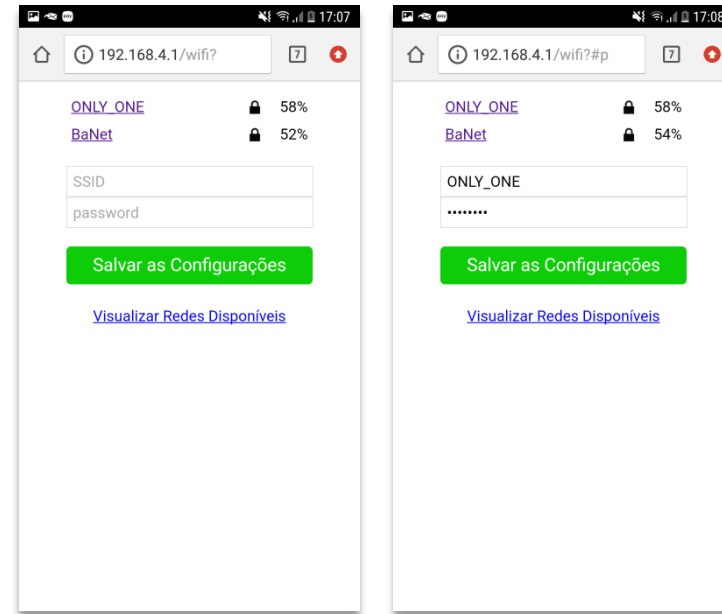 17:07
192.168.4.1/wifi?
7
ONLY_ONE 58%
BaNet 52%
SSID
password
Salvar as Configurações
Visualizar Redes Disponíveis
17:08
192.168.4.1/wifi?#p
7
ONLY_ONE 58%
BaNet 54%
ONLY_ONE
••••••••
Salvar as Configurações
Visualizar Redes Disponíveis